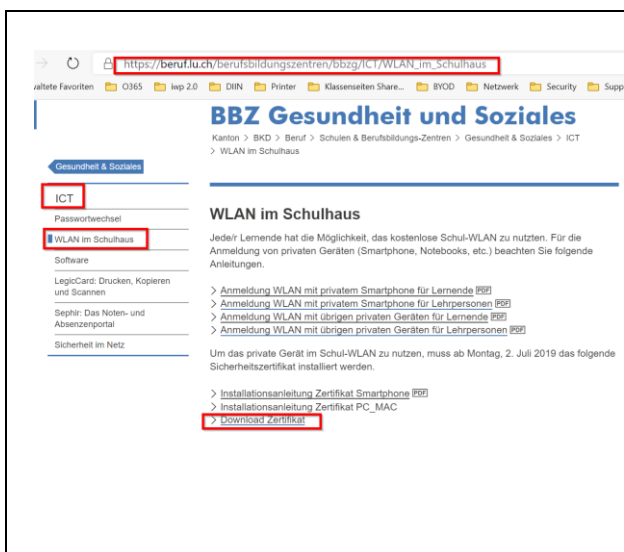 https://beruf.lu.ch/berufsbildungszentren/bbzg/ICT/WLAN_im_Schulhaus
waltete Favoriten O365 iwp 2.0 DIIN Printer Klassenseiten Share... BYOD Netzwerk Security Supp
BBZ Gesundheit und Soziales
Kanton > BKD > Beruf > Schulen & Berufsbildungs-Zentren > Gesundheit & Soziales > ICT
> WLAN im Schulhaus
Gesundheit & Soziales
ICT
Passwortwechsel
WLAN im Schulhaus
Software
LegicCard: Drucken, Kopieren
und Scannen
Sephir: Das Noten- und
Absenzenportal
Sicherheit im Netz
WLAN im Schulhaus
Jede/r Lernende hat die Möglichkeit, das kostenlose Schul-WLAN zu nutzten. Für die
Anmeldung von privaten Geräten (Smartphone, Notebooks, etc.) beachten Sie folgende
Anleitungen.
> Anmeldung WLAN mit privatem Smartphone für Lernende PDF
> Anmeldung WLAN mit privatem Smartphone für Lehrpersonen PDF
> Anmeldung WLAN mit übrigen privaten Geräten für Lernende PDF
> Anmeldung WLAN mit übrigen privaten Geräten für Lehrpersonen PDF
Um das private Gerät im Schul-WLAN zu nutzen, muss ab Montag, 2. Juli 2019 das folgende
Sicherheitszertifikat installiert werden.
> Installationsanleitung Zertifikat Smartphone PDF
> Installationsanleitung Zertifikat PC_MAC
> Download Zertifikat